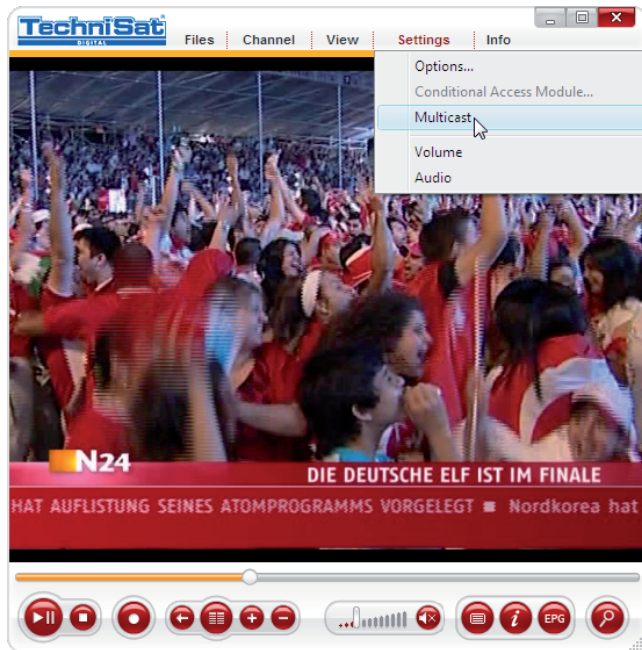 TechniSat
DIGITAL
Files Channel View Settings Info
Options...
Conditional Access Module...
Multicast
Volume
Audio
N24
DIE DEUTSCHE ELF IST IM FINALE
HAT AUFLISTUNG SEINES ATOMPROGRAMMS VORGELEGT ■ Nordkorea hat
i EPG